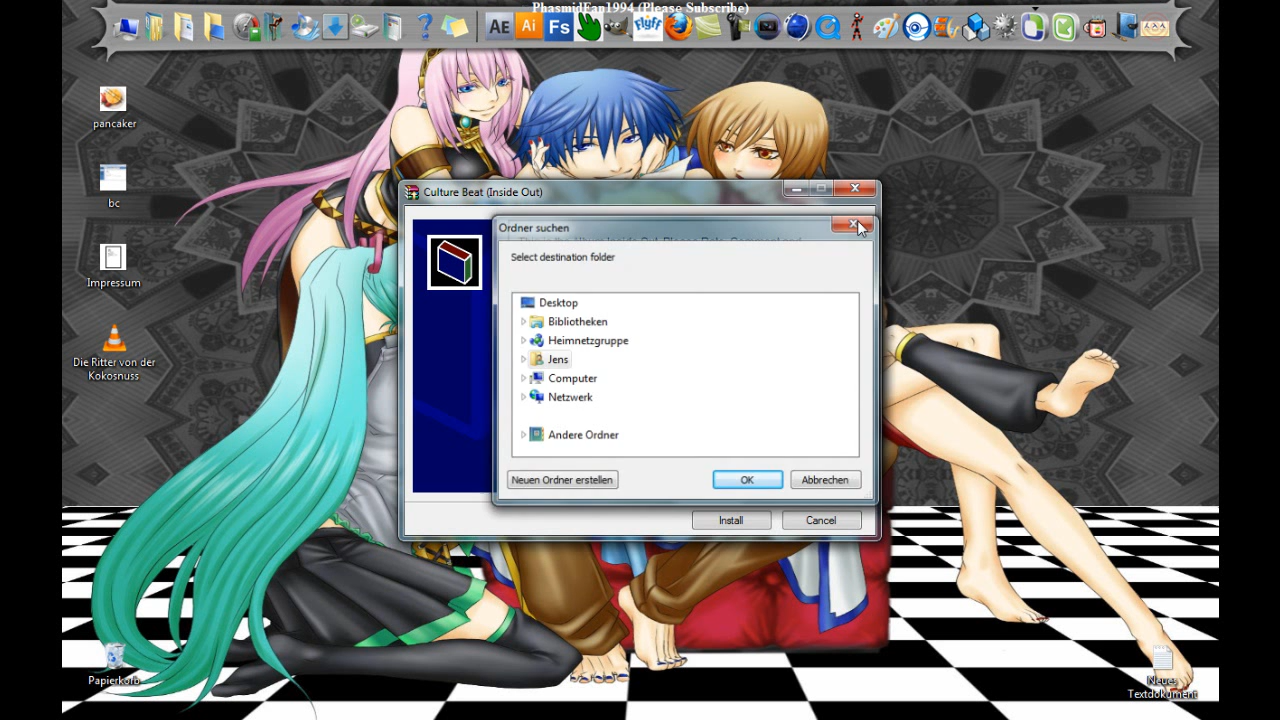 PhasmidFan1994 (Please Subscribe)
AE
Ai
Fs
Flyff
pancaker
bc
Impressum
Die Ritter von der
Kokosnuss
Papierkorb
Culture Beat (Inside Out)
Ordner suchen
Select destination folder
Desktop
Bibliotheken
Heimnetzgruppe
Jens
Computer
Netzwerk
Andere Ordner
Neuen Ordner erstellen
OK
Abbrechen
Install
Cancel
Neues
Textdokument